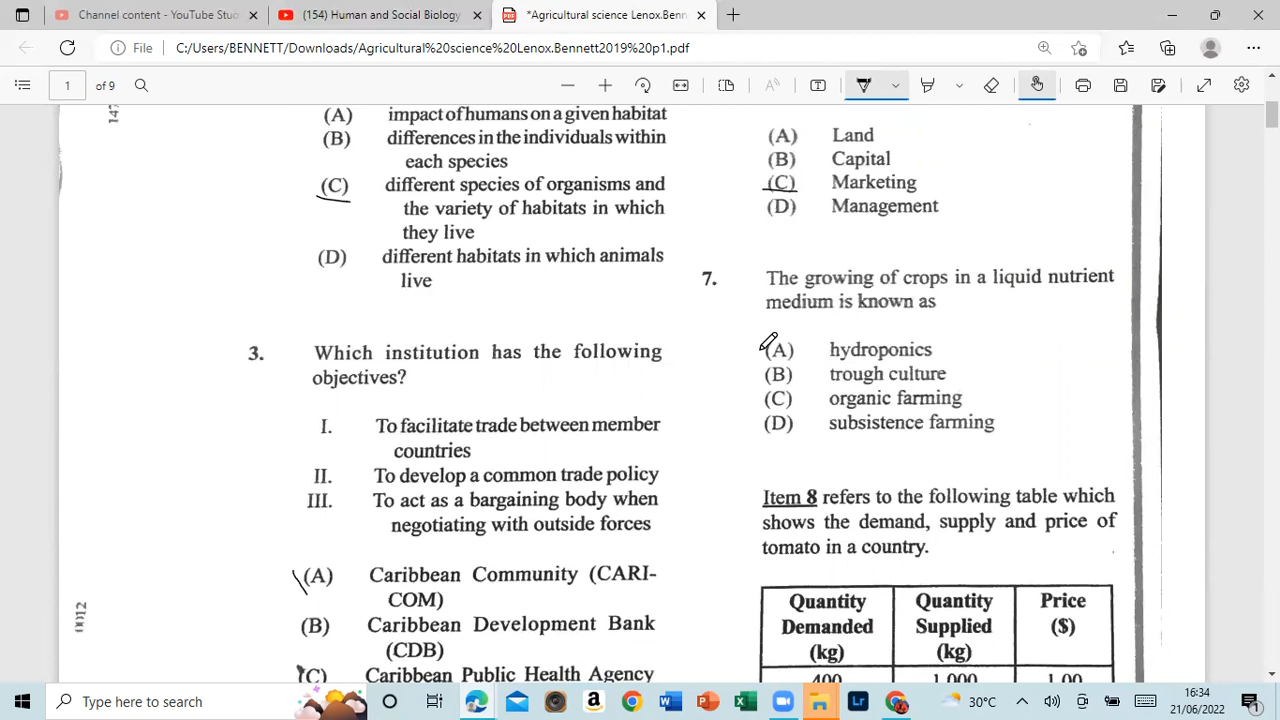 Channel content - YouTube Studio
(154) Human and Social Biology
*Agricultural science Lenox.Benn
File
C:/Users/BENNETT/Downloads/Agricultural%20science%20Lenox.Bennett2019%20p1.pdf
1
of 9
147
(A) impact of humans on a given habitat
(B) differences in the individuals within
each species
(C) different species of organisms and
the variety of habitats in which
they live
(D) different habitats in which animals
live
3. Which institution has the following
objectives?
I. To facilitate trade between member
countries
II. To develop a common trade policy
III. To act as a bargaining body when
negotiating with outside forces
(A) Caribbean Community (CARI-
COM)
(B) Caribbean Development Bank
(CDB)
(C) Caribbean Public Health Agency
(A) Land
(B) Capital
(C) Marketing
(D) Management
7. The growing of crops in a liquid nutrient
medium is known as
(A) hydroponics
(B) trough culture
(C) organic farming
(D) subsistence farming
Item 8 refers to the following table which
shows the demand, supply and price of
tomato in a country.
Quantity Demanded (kg)
Quantity Supplied (kg)
Price ($)
400 1,000 1.00
Type here to search
30°C
16:34
21/06/2022